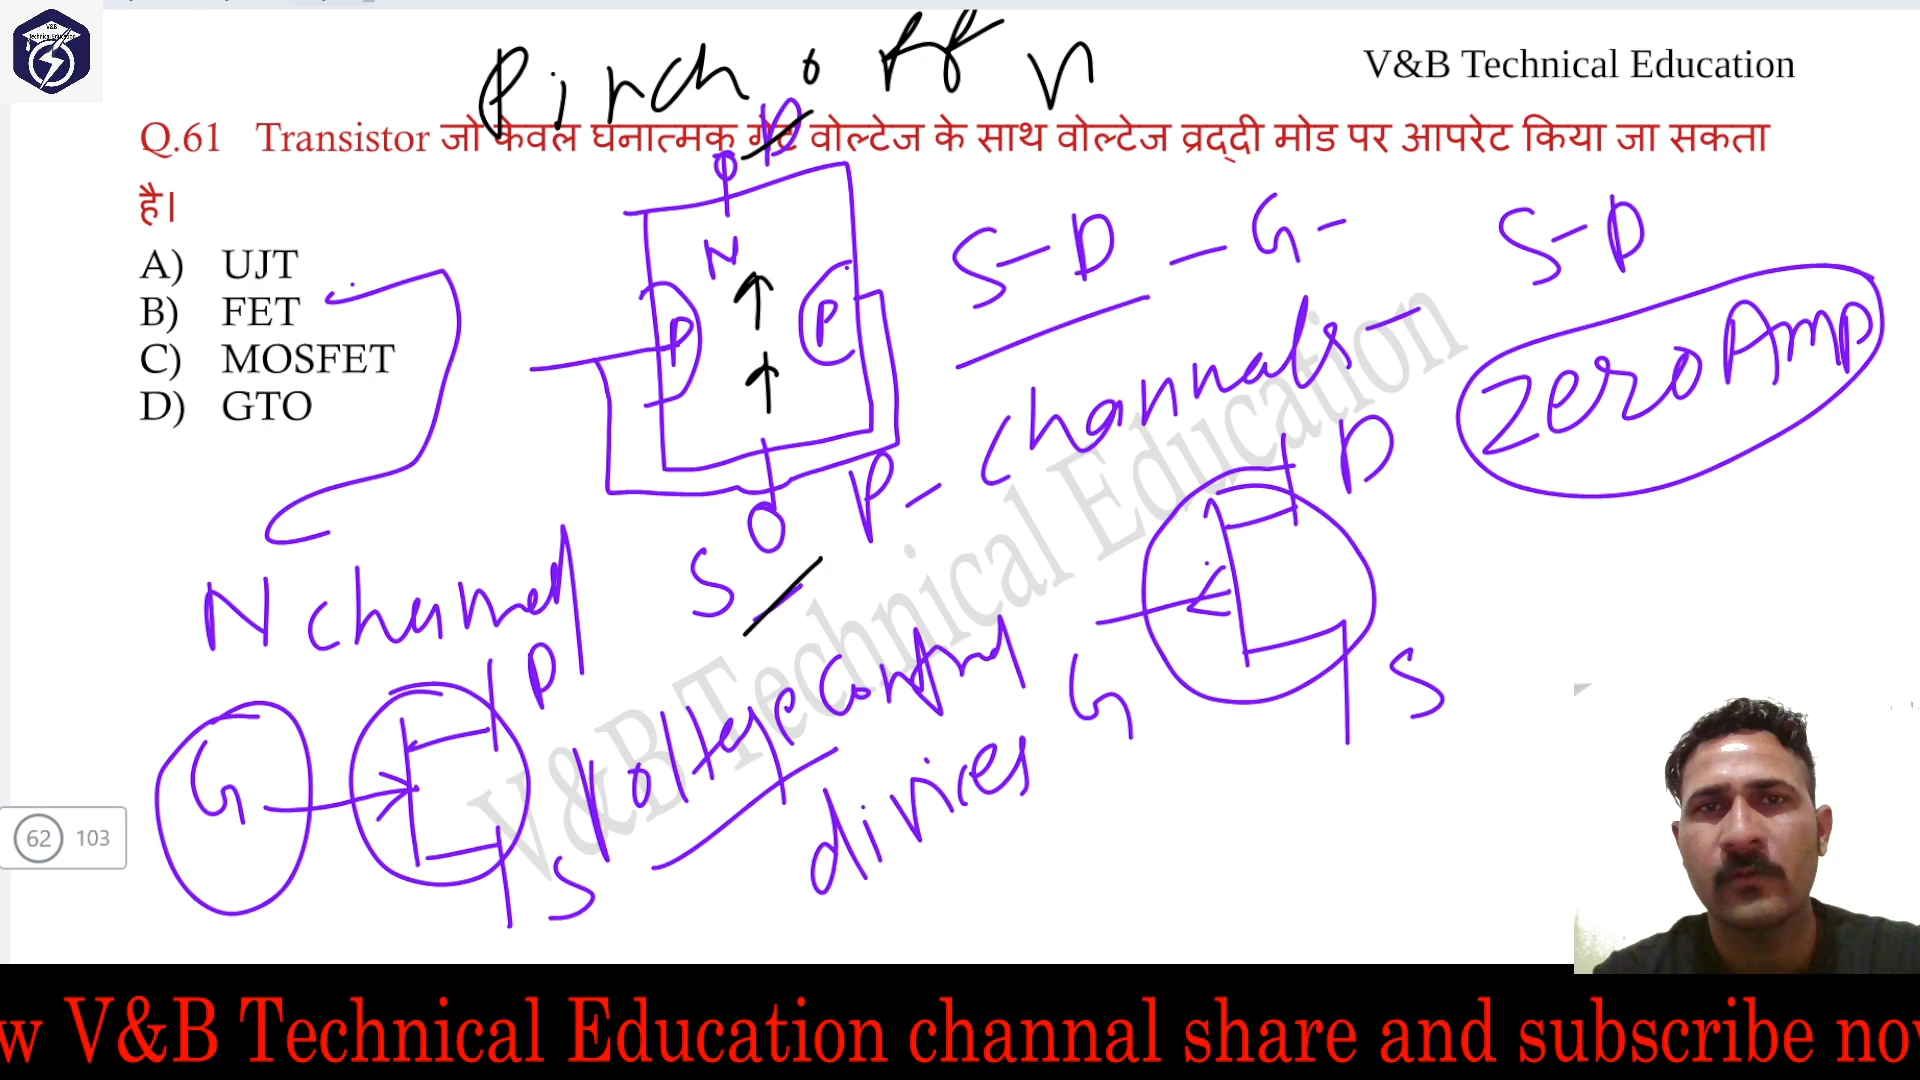 Pinch off V
V&B Technical Education
Q.61 Transistor जो केवल घनात्मक गेट वोल्टेज के साथ वोल्टेज व्रद्‌दी मोड पर आपरेट किया जा सकता
है।
A) UJT
B) FET
C) MOSFET
D) GTO
D
N
P
P
S
S-D - G-
S-D
P- channals-
zero Amp
N channel
G
D
S
Voltage Control
divices
G
D
S
V&B Technical Education
62 103
w V&B Technical Education channal share and subscribe no